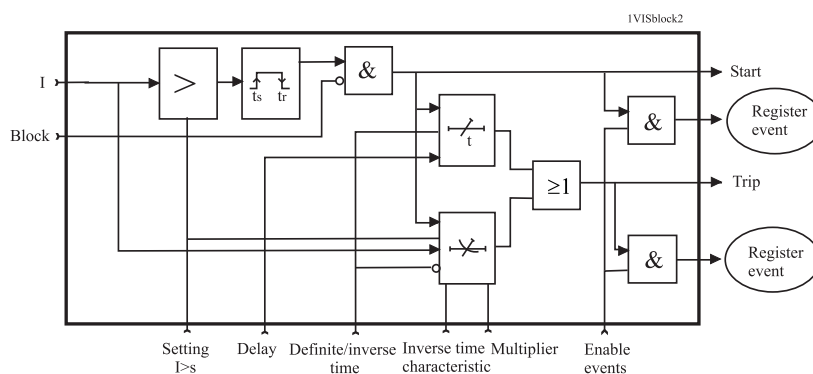 1VISblock2
I
>
ts
tr
&
Start
Block
t
&
Register
event
≥1
Trip
&
Register
event
Setting
I>s
Delay
Definite/inverse
time
Inverse time
characteristic
Multiplier
Enable
events